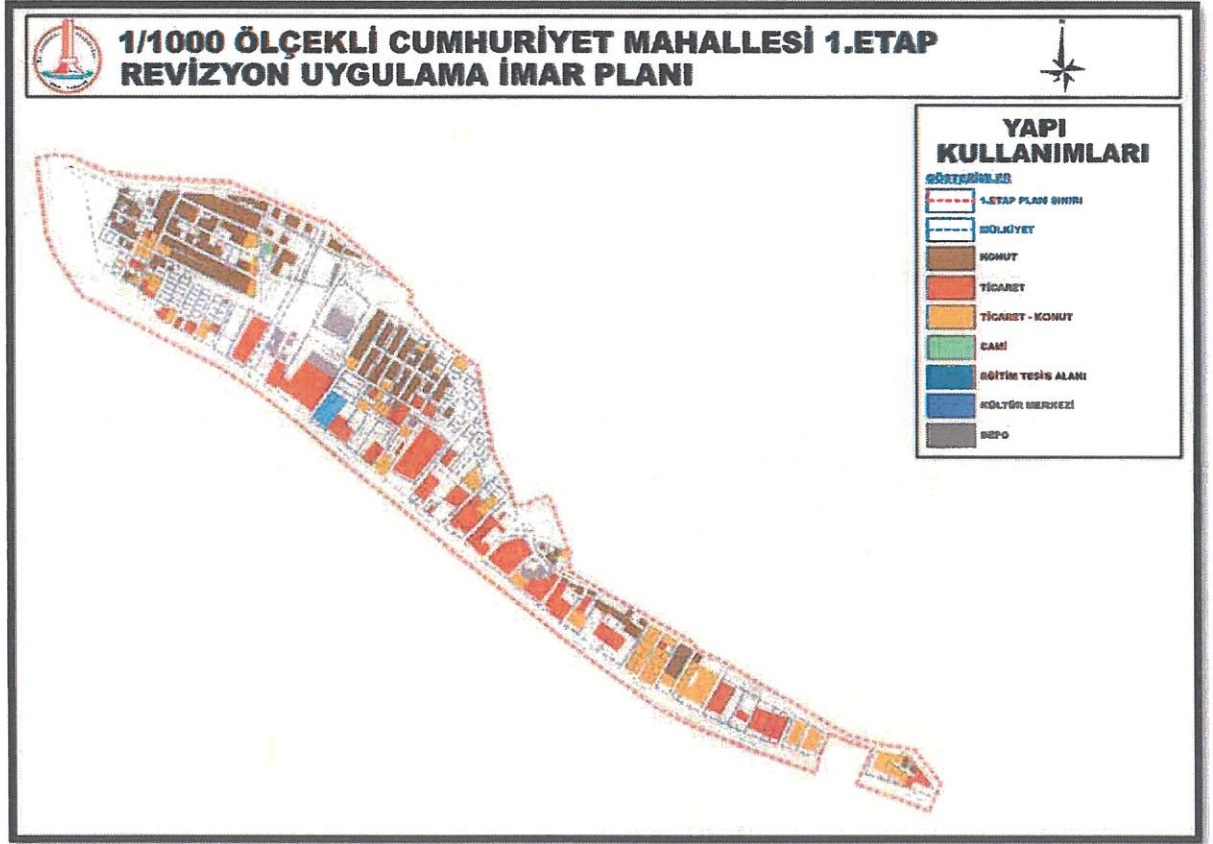 1/1000 ÖLÇEKLİ CUMHURİYET MAHALLESİ 1.ETAP
REVİZYON UYGULAMA İMAR PLANI
YAPI
KULLANIMLARI
GÖSTERİMLER
1.ETAP PLAN SINIRI
MÜLKİYET
KONUT
TİCARET
TİCARET - KONUT
CAMİ
EĞİTİM TESİS ALANI
KÜLTÜR MERKEZİ
DEPO